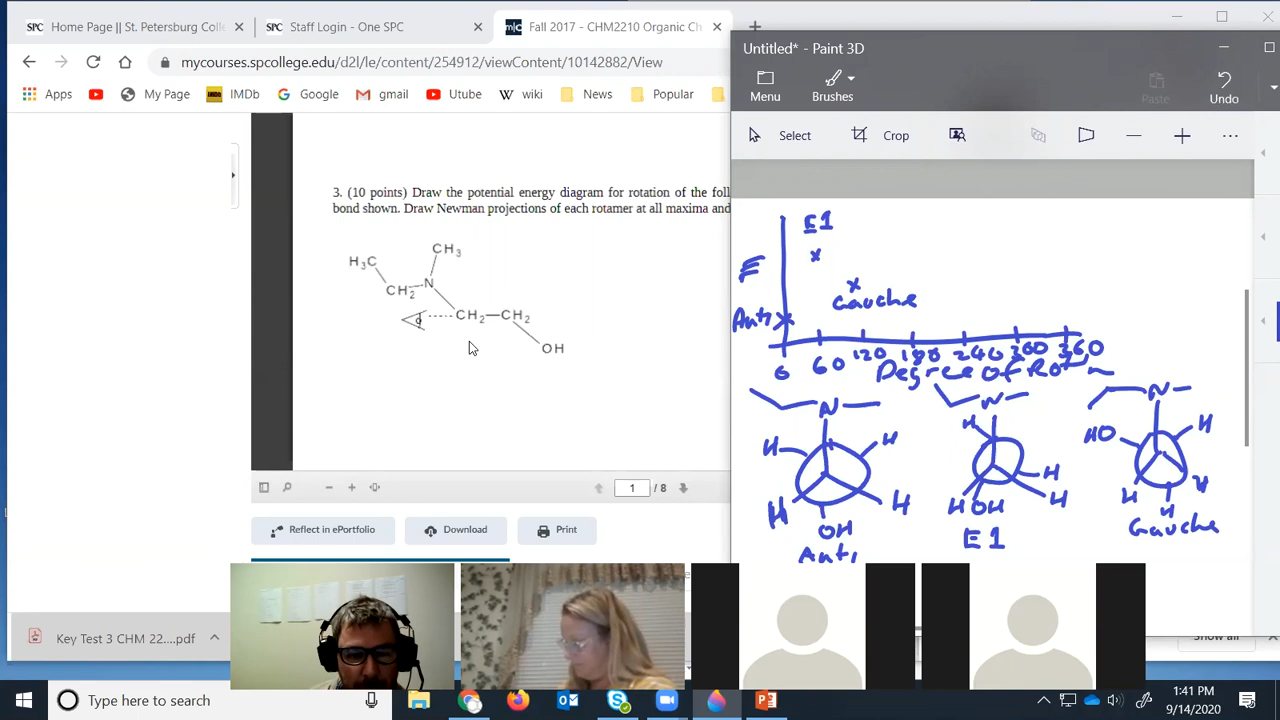 Home Page || St. Petersburg Colle
Staff Login - One SPC
Fall 2017 - CHM2210 Organic Ch
mycourses.spcollege.edu/d2l/le/content/254912/viewContent/10142882/View
Apps
My Page
IMDb
Google
gmail
Utube
wiki
News
Popular
Untitled* - Paint 3D
Menu
Brushes
Paste
Undo
Select
Crop
3. (10 points) Draw the potential energy diagram for rotation of the foll
bond shown. Draw Newman projections of each rotamer at all maxima and
CH3
H3C
N
CH2
CH2—CH2
OH
E1
E
Gauche
Anti
0 60 120 180 240 300 360
Degree of Rot
N N N
H H H HO H
H H H H H H
OH HOH H
Anti E1 Gauche
1 / 8
Reflect in ePortfolio
Download
Print
Key Test 3 CHM 22....pdf
Show all
Type here to search
1:41 PM
9/14/2020